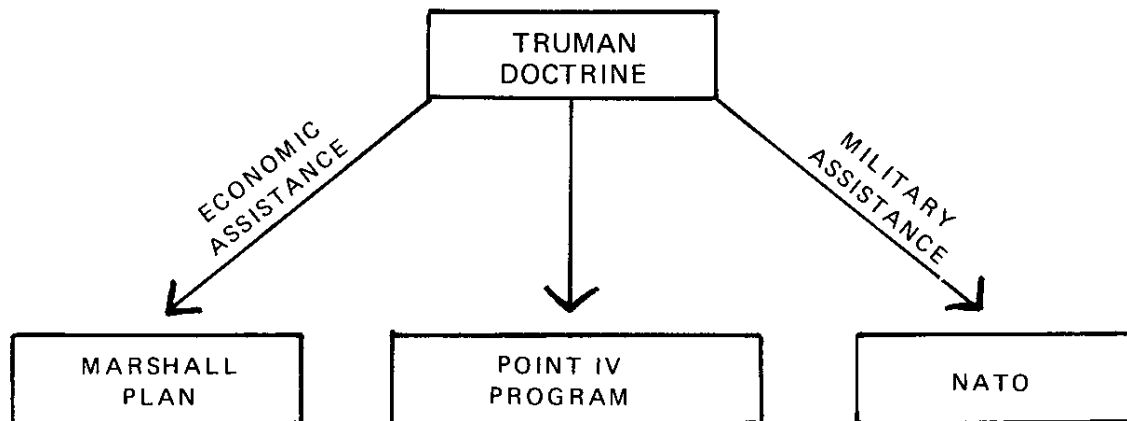 TRUMAN
DOCTRINE
ECONOMIC
ASSISTANCE
MILITARY
ASSISTANCE
MARSHALL
PLAN
POINT IV
PROGRAM
NATO